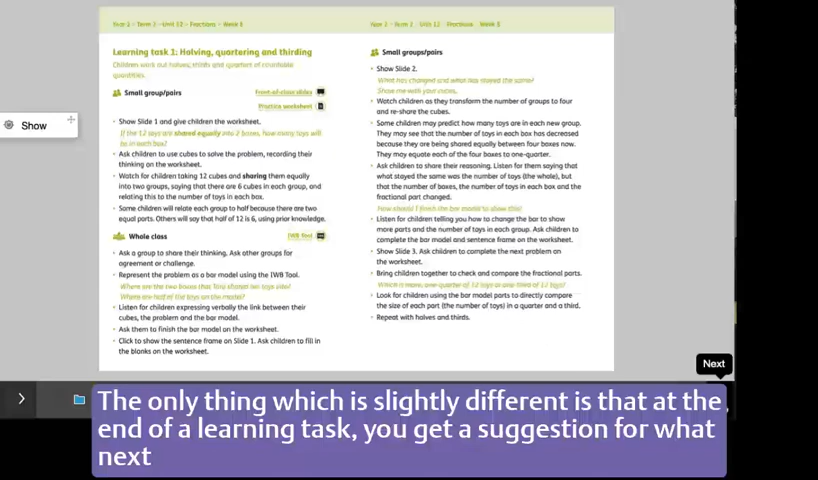 Year 2 - Term 2 - Unit 12 - Fractions - Week 5
Learning task 1: Halving, quartering and thirding
Children work out halves, thirds and quarters of countable
quantities.
Small group/pairs
Front-of-class slides
Practice worksheet
Show Slide 1 and give children the worksheet.
If the 12 toys are shared equally into 2 boxes, how many toys will
be in each box?
Ask children to use cubes to solve the problem, recording their
thinking on the worksheet.
Watch for children taking 12 cubes and sharing them equally
into two groups, saying that there are 6 cubes in each group, and
relating this to the number of toys in each box.
Some children will relate each group to half because there are two
equal parts. Others will say that half of 12 is 6, using prior knowledge.
Whole class
IWB Tool
Ask a group to share their thinking. Ask other groups for
agreement or challenge.
Represent the problem as a bar model using the IWB Tool.
Where are the two boxes that Tara shared her toys into?
Where are half of the toys on the model?
Listen for children expressing verbally the link between their
cubes, the problem and the bar model.
Ask them to finish the bar model on the worksheet.
Click to show the sentence frame on Slide 1. Ask children to fill in
the blanks on the worksheet.
Year 2 - Term 2 - Unit 12 - Fractions - Week 5
Small groups/pairs
Show Slide 2.
What has changed and what has stayed the same?
Show me with your cubes.
Watch children as they transform the number of groups to four
and re-share the cubes.
Some children may predict how many toys are in each new group.
They may see that the number of toys in each box has decreased
because they are being shared equally between four boxes now.
They may equate each of the four boxes to one-quarter.
Ask children to share their reasoning. Listen for them saying that
what stayed the same was the number of toys (the whole), but
that the number of boxes, the number of toys in each box and the
fractional part changed.
How should I finish the bar model to show this?
Listen for children telling you how to change the bar to show
more parts and the number of toys in each group. Ask children to
complete the bar model and sentence frame on the worksheet.
Show Slide 3. Ask children to complete the next problem on
the worksheet.
Bring children together to check and compare the fractional parts.
Which is more, one-quarter of 12 toys or one-third of 12 toys?
Look for children using the bar model parts to directly compare
the size of each part (the number of toys) in a quarter and a third.
Repeat with halves and thirds.
Show
Next
The only thing which is slightly different is that at the
end of a learning task, you get a suggestion for what
next